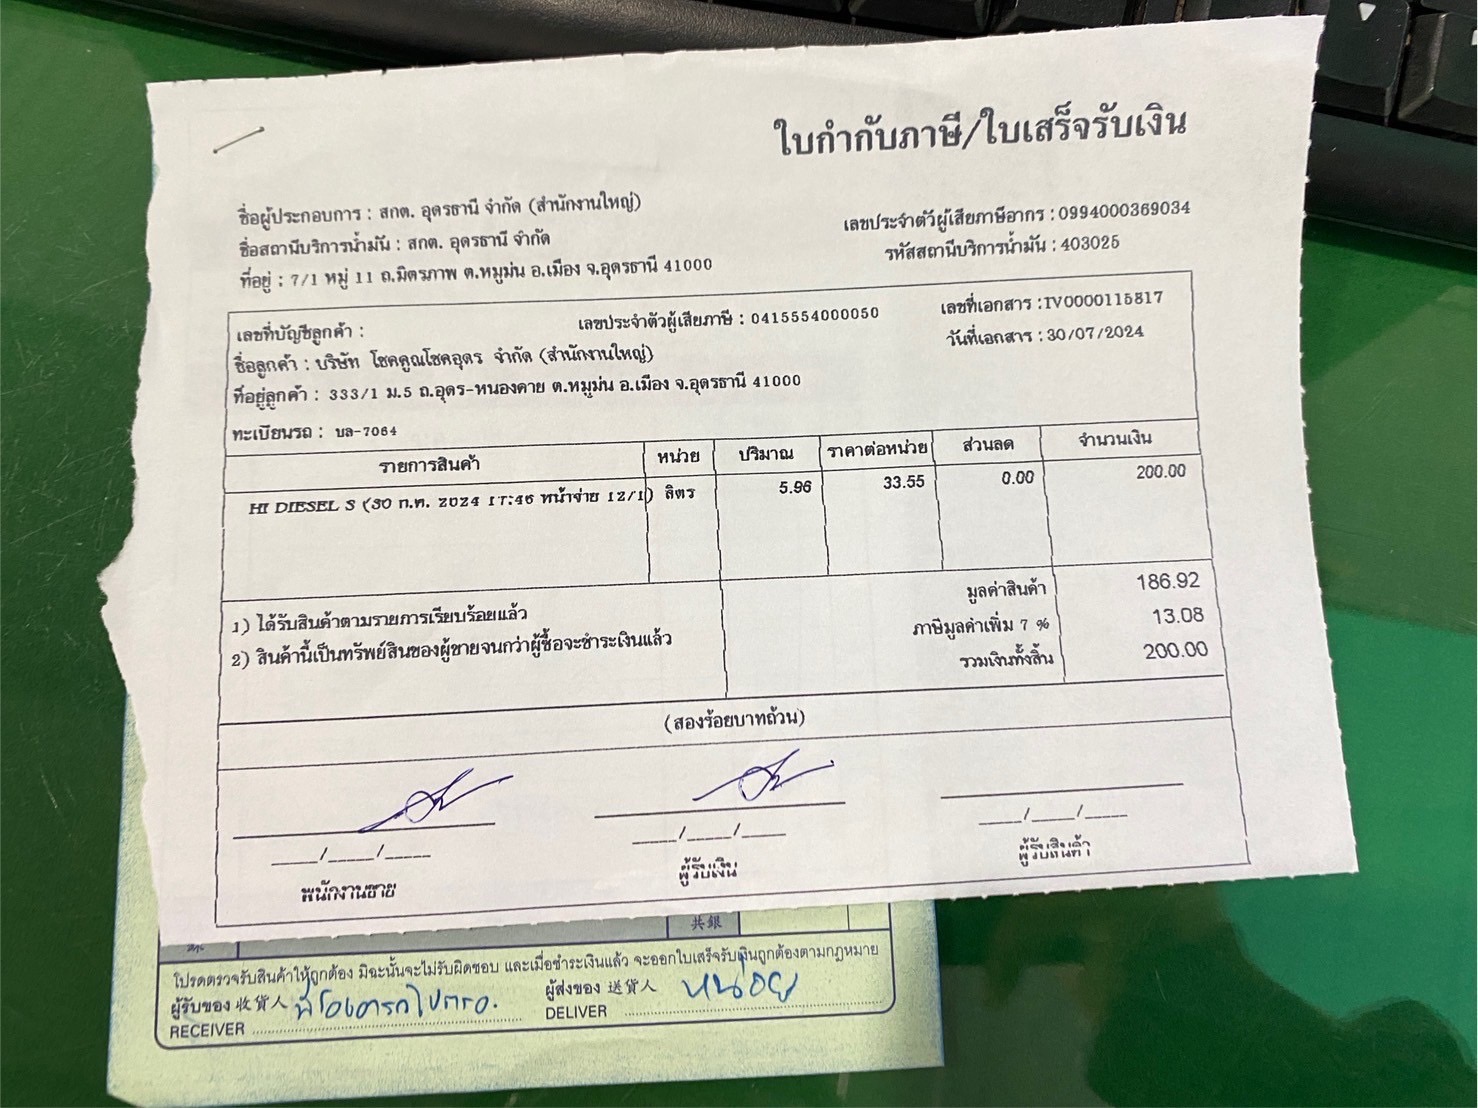 ใบกำกับภาษี/ใบเสร็จรับเงิน
ชื่อผู้ประกอบการ : สกต. อุดรธานี จำกัด (สำนักงานใหญ่)
เลขประจำตัวผู้เสียภาษีอากร : 0994000369034
ชื่อสถานีบริการน้ำมัน : สกต. อุดรธานี จำกัด
รหัสสถานีบริการน้ำมัน : 403025
ที่อยู่ : 7/1 หมู่ 11 ถ.มิตรภาพ ต.หมูม่น อ.เมือง จ.อุดรธานี 41000
เลขที่บัญชีลูกค้า : เลขประจำตัวผู้เสียภาษี : 0415554000050 เลขที่เอกสาร : IV0000115817
ชื่อลูกค้า : บริษัท โชคคูณโชคอุดร จำกัด (สำนักงานใหญ่) วันที่เอกสาร : 30/07/2024
ที่อยู่ลูกค้า : 333/1 ม.5 ถ.อุดร-หนองคาย ต.หมูม่น อ.เมือง จ.อุดรธานี 41000
ทะเบียนรถ : บล-7064
รายการสินค้า หน่วย ปริมาณ ราคาต่อหน่วย ส่วนลด จำนวนเงิน
HI DIESEL S (30 ก.ค. 2024 17:46 หน้าจ่าย 12/1) ลิตร 5.96 33.55 0.00 200.00
มูลค่าสินค้า 186.92
1) ได้รับสินค้าตามรายการเรียบร้อยแล้ว
ภาษีมูลค่าเพิ่ม 7 % 13.08
2) สินค้านี้เป็นทรัพย์สินของผู้ขายจนกว่าผู้ซื้อจะชำระเงินแล้ว
รวมเงินทั้งสิ้น 200.00
(สองร้อยบาทถ้วน)
___/____/____ ___/____/____ ___/____/____
พนักงานขาย ผู้รับเงิน ผู้รับสินค้า
共銀
โปรดตรวจรับสินค้าให้ถูกต้อง มิฉะนั้นจะไม่รับผิดชอบ และเมื่อชำระเงินแล้ว จะออกใบเสร็จรับเงินถูกต้องตามกฎหมาย
ผู้รับของ 收貨人 ผู้ส่งของ 送貨人 หน่อย
RECEIVER DELIVER